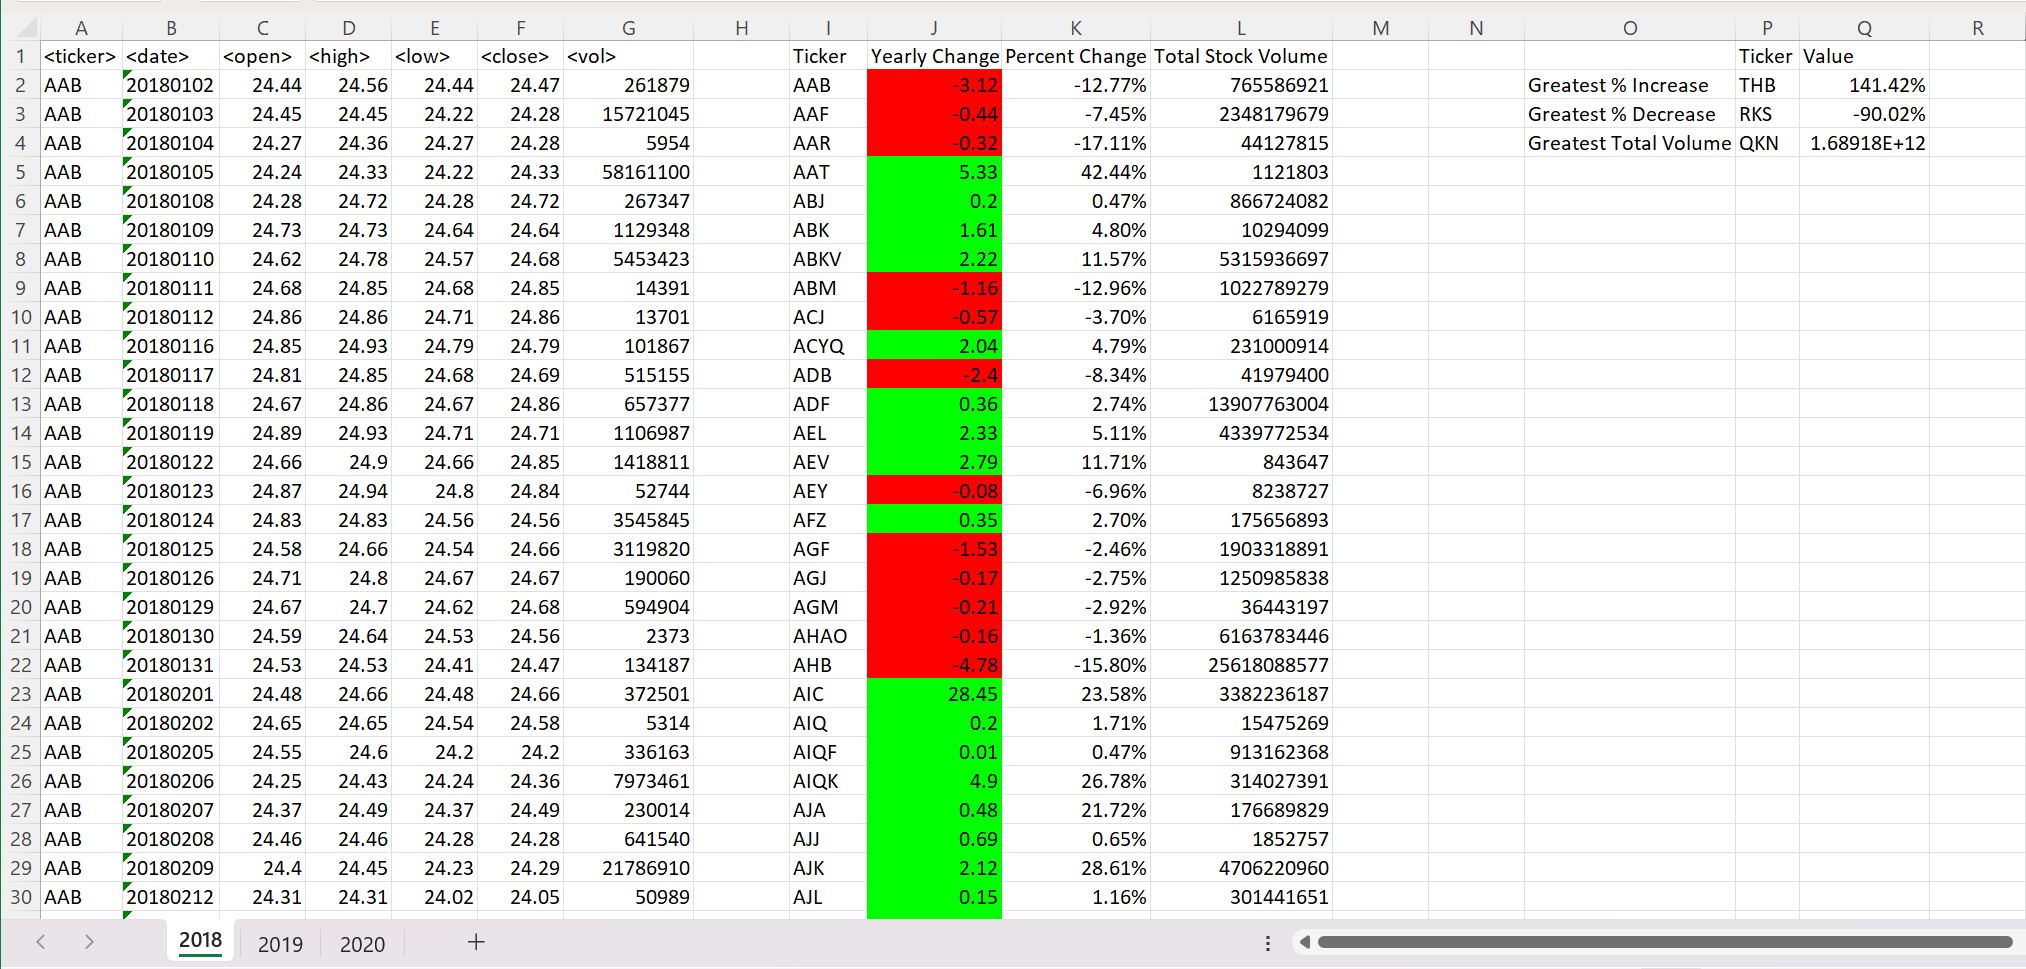 A B C D E F G H I J K L M N O P Q R
1 <ticker> <date> <open> <high> <low> <close> <vol> Ticker Yearly Change Percent Change Total Stock Volume Ticker Value
2 AAB 20180102 24.44 24.56 24.44 24.47 261879 AAB -3.12 -12.77% 765586921 Greatest % Increase THB 141.42%
3 AAB 20180103 24.45 24.45 24.22 24.28 15721045 AAF -0.44 -7.45% 2348179679 Greatest % Decrease RKS -90.02%
4 AAB 20180104 24.27 24.36 24.27 24.28 5954 AAR -0.32 -17.11% 44127815 Greatest Total Volume QKN 1.68918E+12
5 AAB 20180105 24.24 24.33 24.22 24.33 58161100 AAT 5.33 42.44% 1121803
6 AAB 20180108 24.28 24.72 24.28 24.72 267347 ABJ 0.2 0.47% 866724082
7 AAB 20180109 24.73 24.73 24.64 24.64 1129348 ABK 1.61 4.80% 10294099
8 AAB 20180110 24.62 24.78 24.57 24.68 5453423 ABKV 2.22 11.57% 5315936697
9 AAB 20180111 24.68 24.85 24.68 24.85 14391 ABM -1.16 -12.96% 1022789279
10 AAB 20180112 24.86 24.86 24.71 24.86 13701 ACJ -0.57 -3.70% 6165919
11 AAB 20180116 24.85 24.93 24.79 24.79 101867 ACYQ 2.04 4.79% 231000914
12 AAB 20180117 24.81 24.85 24.68 24.69 515155 ADB -2.4 -8.34% 41979400
13 AAB 20180118 24.67 24.86 24.67 24.86 657377 ADF 0.36 2.74% 13907763004
14 AAB 20180119 24.89 24.93 24.71 24.71 1106987 AEL 2.33 5.11% 4339772534
15 AAB 20180122 24.66 24.9 24.66 24.85 1418811 AEV 2.79 11.71% 843647
16 AAB 20180123 24.87 24.94 24.8 24.84 52744 AEY -0.08 -6.96% 8238727
17 AAB 20180124 24.83 24.83 24.56 24.56 3545845 AFZ 0.35 2.70% 175656893
18 AAB 20180125 24.58 24.66 24.54 24.66 3119820 AGF -1.53 -2.46% 1903318891
19 AAB 20180126 24.71 24.8 24.67 24.67 190060 AGJ -0.17 -2.75% 1250985838
20 AAB 20180129 24.67 24.7 24.62 24.68 594904 AGM -0.21 -2.92% 36443197
21 AAB 20180130 24.59 24.64 24.53 24.56 2373 AHAO -0.16 -1.36% 6163783446
22 AAB 20180131 24.53 24.53 24.41 24.47 134187 AHB -4.78 -15.80% 25618088577
23 AAB 20180201 24.48 24.66 24.48 24.66 372501 AIC 28.45 23.58% 3382236187
24 AAB 20180202 24.65 24.65 24.54 24.58 5314 AIQ 0.2 1.71% 15475269
25 AAB 20180205 24.55 24.6 24.2 24.2 336163 AIQF 0.01 0.47% 913162368
26 AAB 20180206 24.25 24.43 24.24 24.36 7973461 AIQK 4.9 26.78% 314027391
27 AAB 20180207 24.37 24.49 24.37 24.49 230014 AJA 0.48 21.72% 176689829
28 AAB 20180208 24.46 24.46 24.28 24.28 641540 AJJ 0.69 0.65% 1852757
29 AAB 20180209 24.4 24.45 24.23 24.29 21786910 AJK 2.12 28.61% 4706220960
30 AAB 20180212 24.31 24.31 24.02 24.05 50989 AJL 0.15 1.16% 301441651
2018 2019 2020